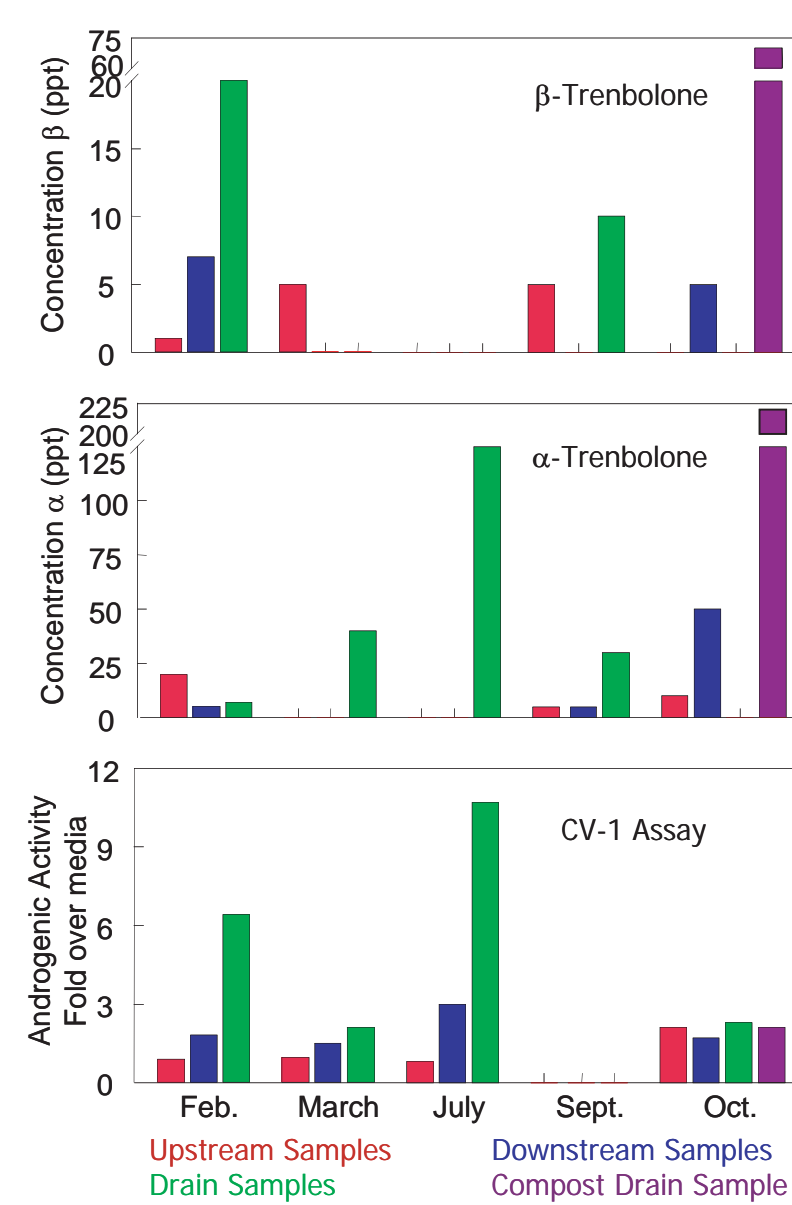 Concentration β (ppt)
75
60
20
15
10
5
0
β-Trenbolone
Concentration α (ppt)
225
200
125
100
75
50
25
0
α-Trenbolone
Androgenic Activity
Fold over media
12
9
6
3
0
CV-1 Assay
Feb. March July Sept. Oct.
Upstream Samples Downstream Samples
Drain Samples Compost Drain Sample